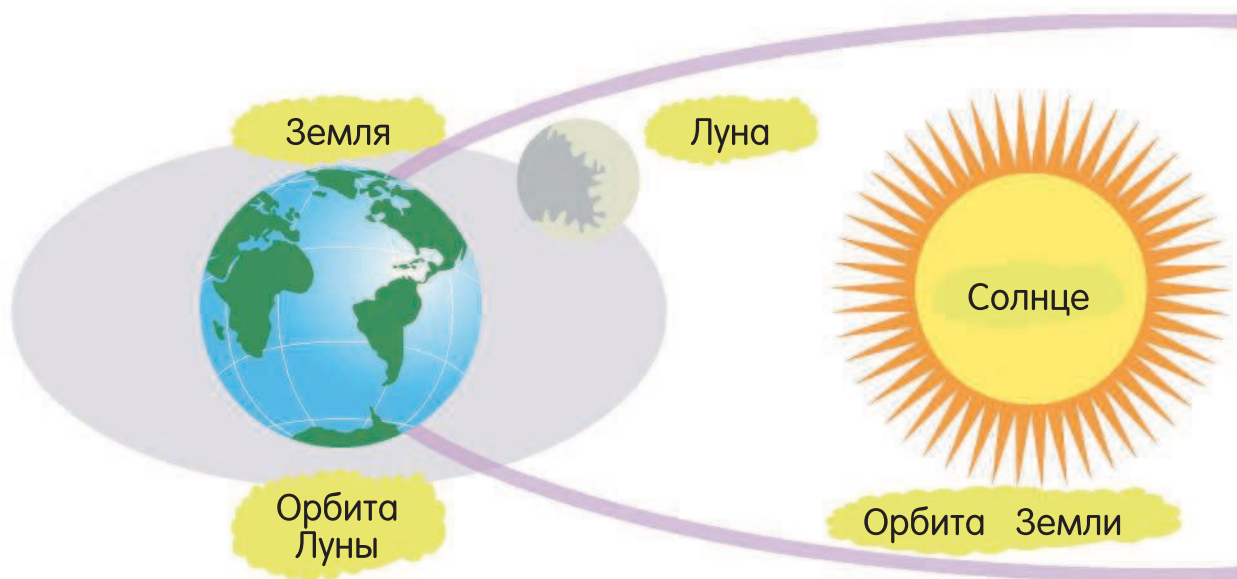 Земля
Луна
Солнце
Орбита
Луны
Орбита Земли